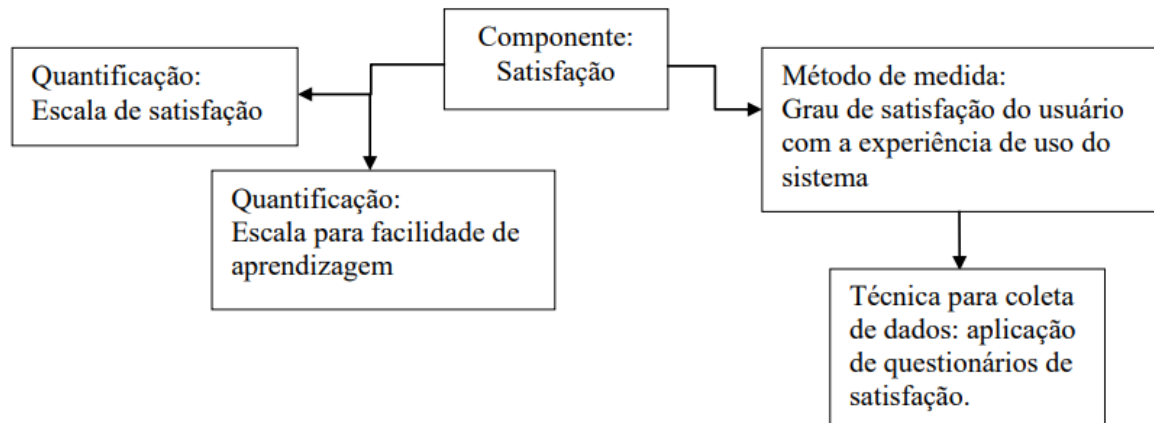 Componente:
Satisfação
Quantificação:
Escala de satisfação
Método de medida:
Grau de satisfação do usuário
com a experiência de uso do
sistema
Quantificação:
Escala para facilidade de
aprendizagem
Técnica para coleta
de dados: aplicação
de questionários de
satisfação.